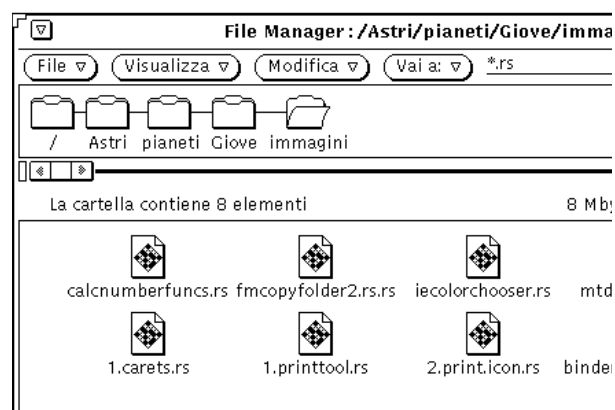 File Manager : /Astri/pianeti/Giove/imma
File Visualizza Modifica Vai a: *.rs
/ Astri pianeti Giove immagini
La cartella contiene 8 elementi 8 Mby
calcnumberfuncs.rs fmcopyfolder2.rs.rs iecolorchooser.rs mtd
1.carets.rs 1.printtool.rs 2.print.icon.rs binder